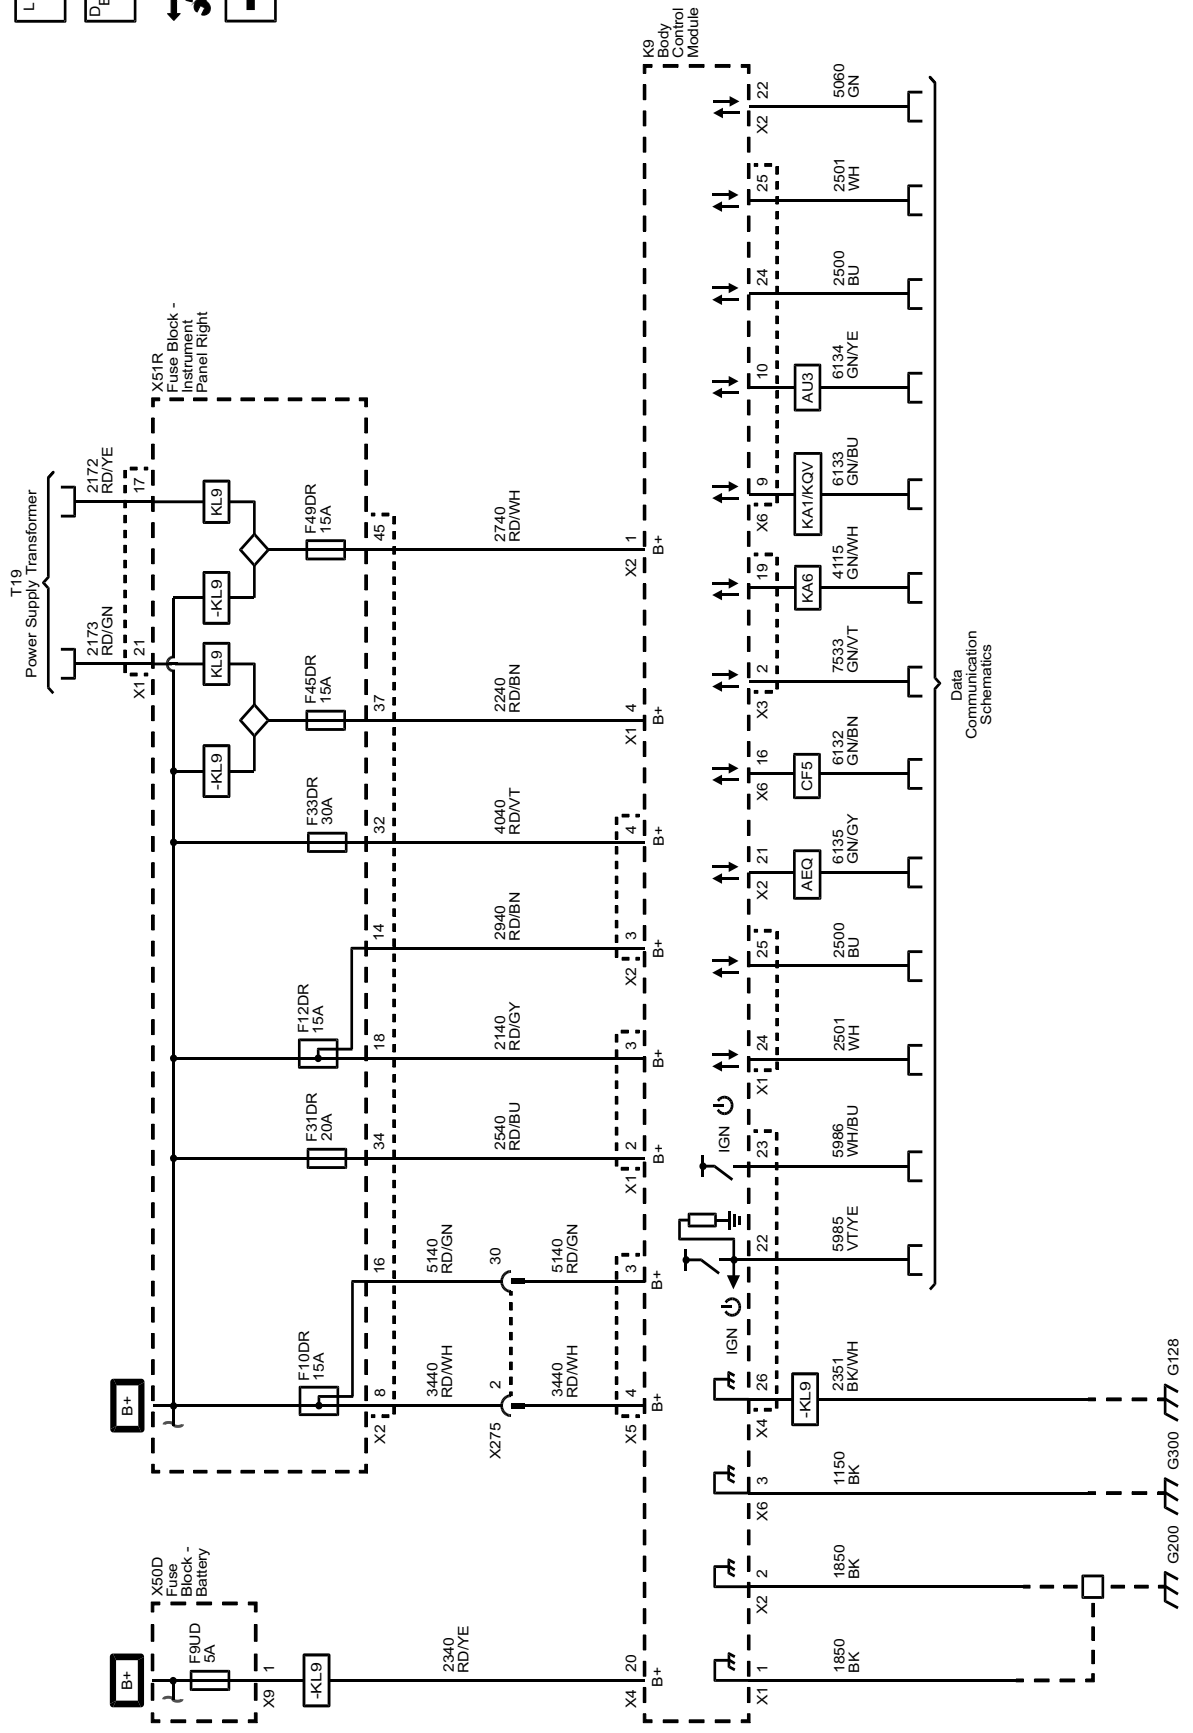 L
D
E
T19
Power Supply Transformer
2173
RD/GN
2172
RD/YE
X51R
Fuse Block -
Instrument
Panel Right
X1
21
17
KL9
KL9
-KL9
-KL9
B+
X50D
Fuse
Block -
Battery
B+
F9UD
5A
X9
1
-KL9
2340
RD/YE
X4
20
B+
F10DR
15A
F31DR
20A
F12DR
15A
F33DR
30A
F45DR
15A
F49DR
15A
X2
8
16
34
18
14
32
37
45
3440
RD/WH
5140
RD/GN
2540
RD/BU
2140
RD/GY
2940
RD/BN
4040
RD/VT
2240
RD/BN
2740
RD/WH
X275
2
30
3440
RD/WH
5140
RD/GN
X5
4
B+
3
B+
X1
2
B+
3
B+
X2
3
B+
4
B+
X1
4
B+
X2
1
B+
K9
Body
Control
Module
IGN
IGN
X1
1
1850
BK
X2
2
1850
BK
G200
X6
3
1150
BK
G300
X4
26
-KL9
2351
BK/WH
G128
22
5985
VT/YE
23
5986
WH/BU
X1
24
2501
WH
25
2500
BU
X2
21
AEQ
6135
GN/GY
X6
16
CF5
6132
GN/BN
X3
2
7533
GN/VT
19
KA6
4115
GN/WH
X6
9
KA1/KQV
6133
GN/BU
10
AU3
6134
GN/YE
24
2500
BU
25
2501
WH
X2
22
5060
GN
Data
Communication
Schematics